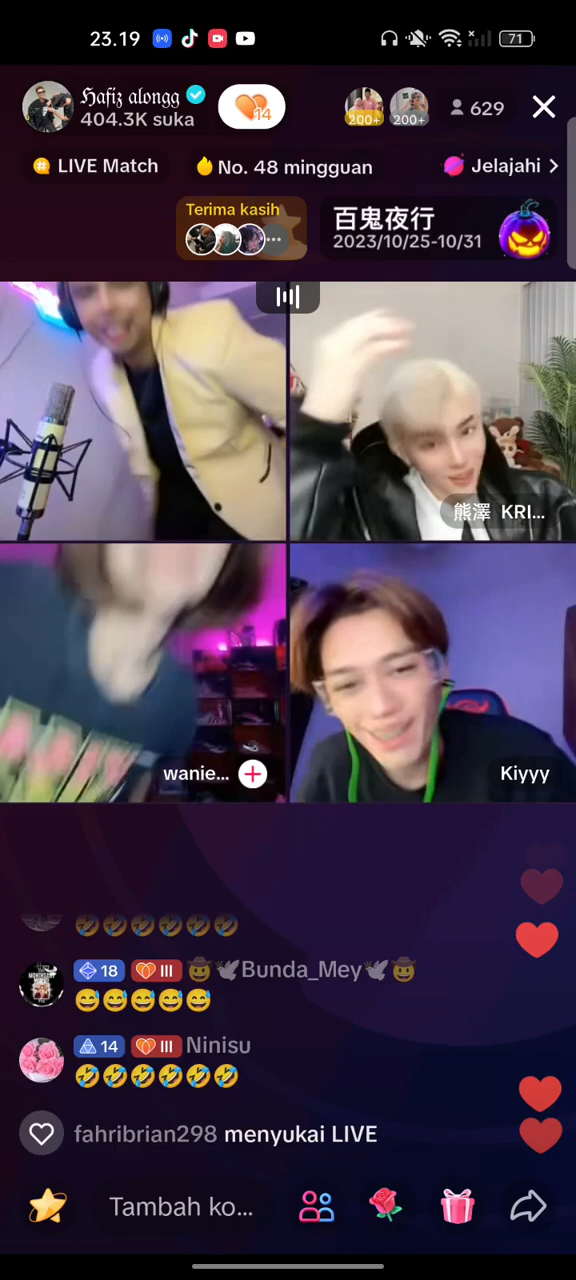 23.19
71
Hafiz alongg
404.3K suka
14
200+
200+
629
LIVE Match
No. 48 mingguan
Jelajahi
Terima kasih
百鬼夜行
2023/10/25-10/31
熊澤 KRI...
wanie...
Kiyyy
18 III 🤠🕊Bunda_Mey🕊🤠
😅😅😅😅😅
14 III Ninisu
🤣🤣🤣🤣🤣🤣
fahribrian298 menyukai LIVE
Tambah ko...